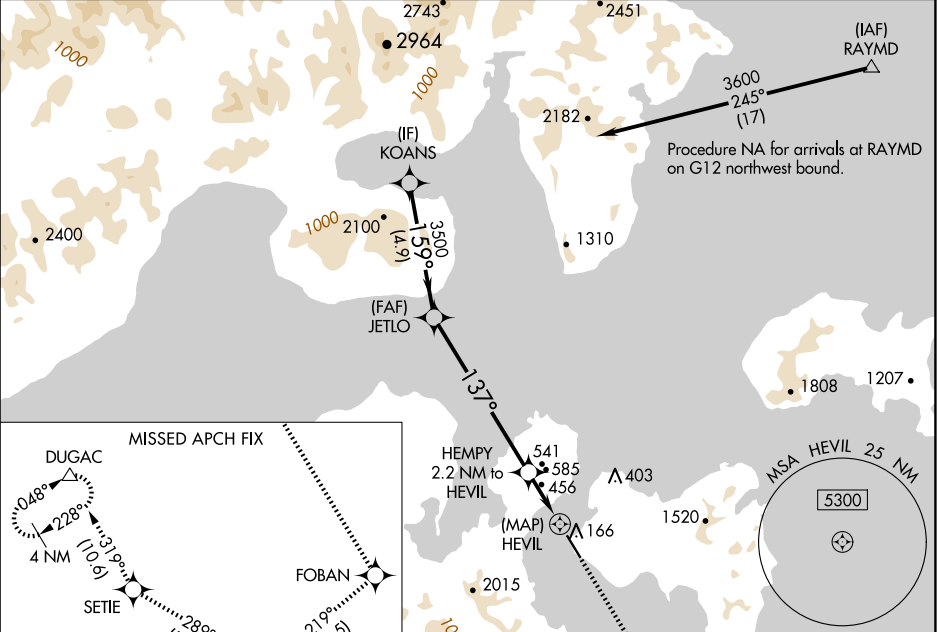 2743
2451
2964
1000
1000
(IAF)
RAYMD
3600
245°
(17)
2182
Procedure NA for arrivals at RAYMD
on G12 northwest bound.
(IF)
KOANS
1000
2100
3500
159°
(4.9)
2400
1310
(FAF)
JETLO
137°
1808
1207
MISSED APCH FIX
DUGAC
048°
228°
4 NM
319°
(10.6)
SETIE
289°
FOBAN
219°
HEMPY
2.2 NM to
HEVIL
541
585
456
403
(MAP)
HEVIL
166
1520
2015
MSA HEVIL 25 NM
5300